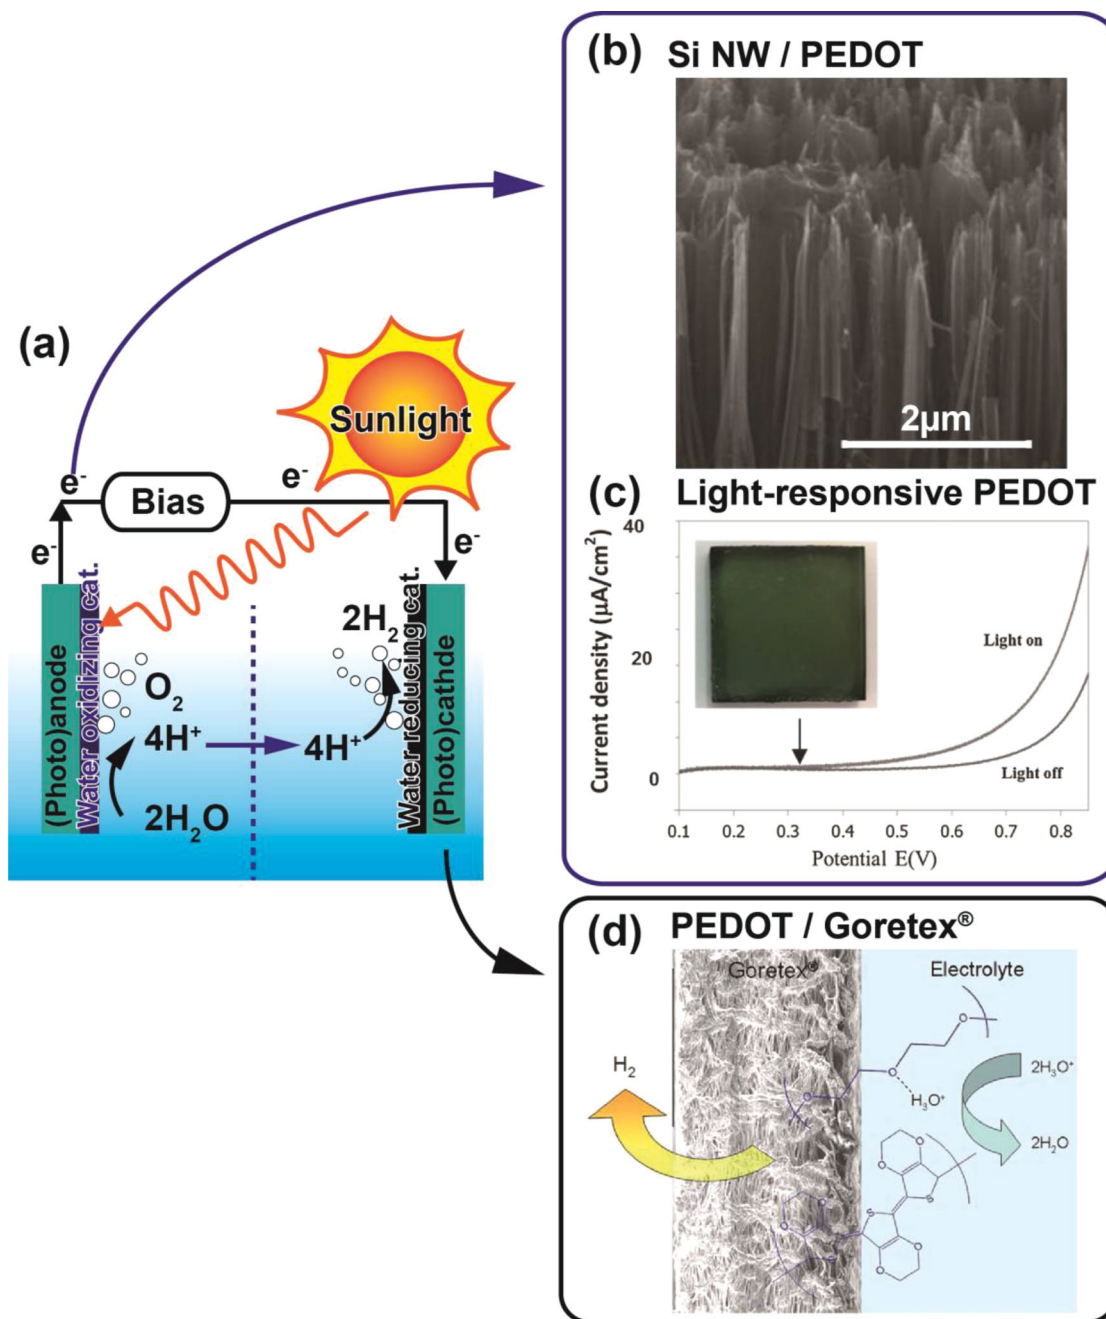 (a)
Sunlight
e-
Bias
e-
e-
e-
(Photo)anode
Water oxidizing cat.
O2
4H+
2H2O
2H2
4H+
Water reducing cat.
(Photo)cathde
(b) Si NW / PEDOT
2µm
(c) Light-responsive PEDOT
Current density (µA/cm2)
40
20
0
Light on
Light off
0.1 0.2 0.3 0.4 0.5 0.6 0.7 0.8
Potential E(V)
(d) PEDOT / Goretex®
Goretex®
Electrolyte
H2
O
O
O
H3O+
2H3O+
2H2O
O
O
S
S
O
O
O
O
S